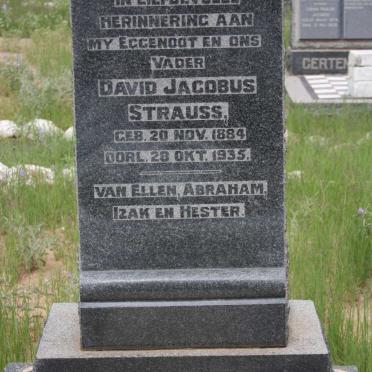 HERINNERING AAN
MY EGGENOOT EN ONS
VADER
DAVID JACOBUS
STRAUSS,
GEB. 20 NOV. 1884
OORL. 28 OKT. 1935.
VAN ELLEN, ABRAHAM,
IZAK EN HESTER.
GERTEN